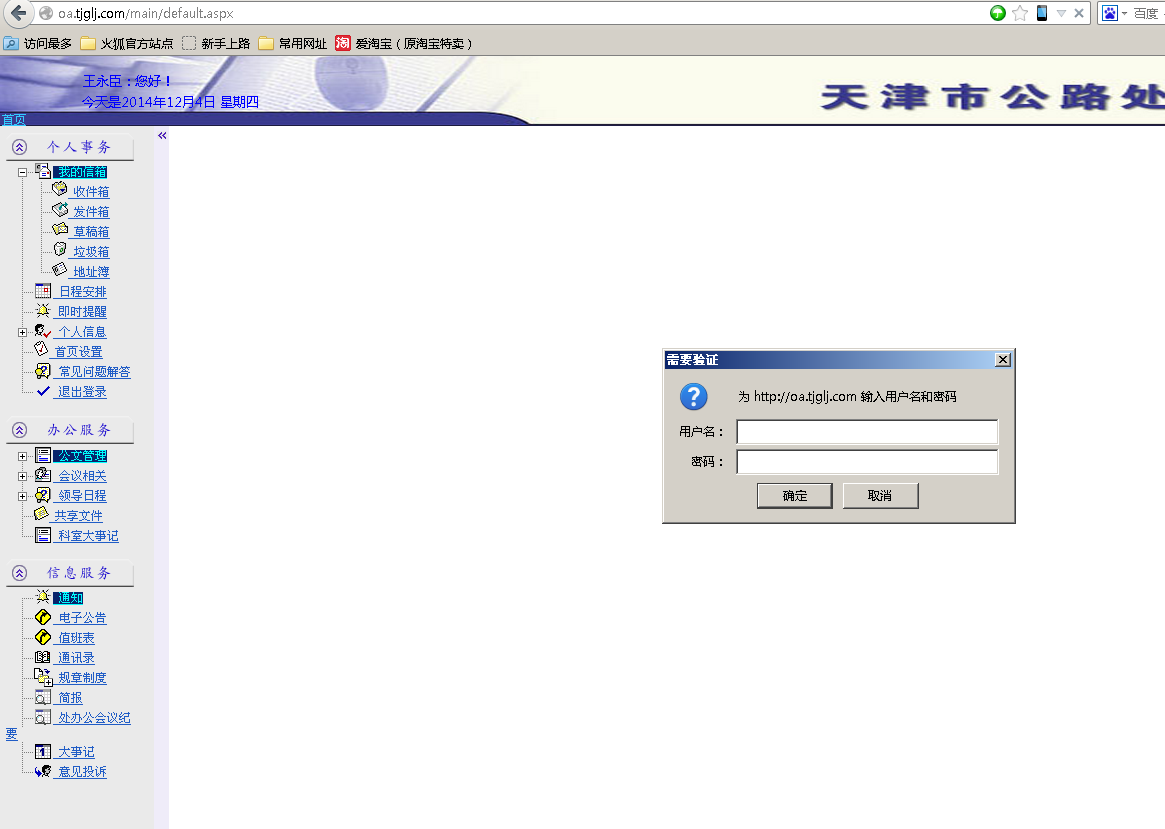 oa.tjglj.com/main/default.aspx
百度
访问最多 火狐官方站点 新手上路 常用网址 淘 爱淘宝（原淘宝特卖）
王永臣：您好！
今天是2014年12月4日 星期四
天津市公路处
首页
«
个人事务
我的信箱
收件箱
发件箱
草稿箱
垃圾箱
地址簿
日程安排
即时提醒
个人信息
首页设置
常见问题解答
退出登录
办公服务
公文管理
会议相关
领导日程
共享文件
科室大事记
信息服务
通知
电子公告
值班表
通讯录
规章制度
简报
处办公会议纪
要
大事记
意见投诉
需要验证
为 http://oa.tjglj.com 输入用户名和密码
用户名：
密码：
确定 取消